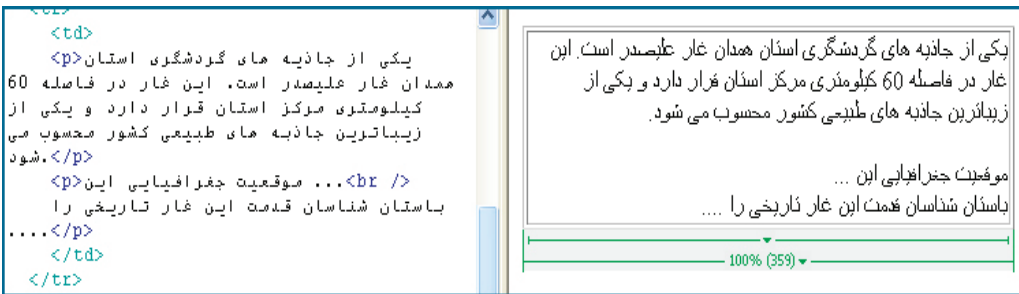 <tr>
<td>
<p>یکی از جاذبه های گردشگری استان
همدان غار علیصدر است. این غار در فاصله 60
کیلومتری مرکز استان قرار دارد و یکی از
زیباترین جاذبه های طبیعی کشور محسوب می
شود.</p>
<p>موقعیت جغرافیایی این ...<br />
باستان شناسان قدمت این غار تاریخی را
....</p>
</td>
</tr>
یکی از جاذبه های گردشگری استان همدان غار علیصدر است. این
غار در فاصله 60 کیلومتری مرکز استان قرار دارد و یکی از
زیباترین جاذبه های طبیعی کشور محسوب می شود.
موقعیت جغرافیایی این ...
باستان شناسان قدمت این غار تاریخی را ....
100% (359)